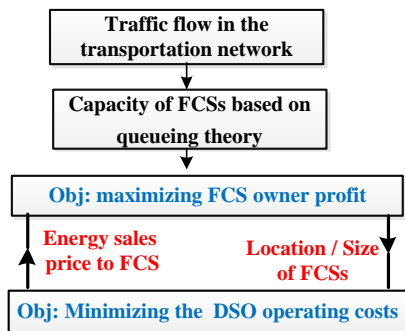 Traffic flow in the
transportation network
Capacity of FCSs based on
queueing theory
Obj: maximizing FCS owner profit
Energy sales
price to FCS
Location / Size
of FCSs
Obj: Minimizing the DSO operating costs